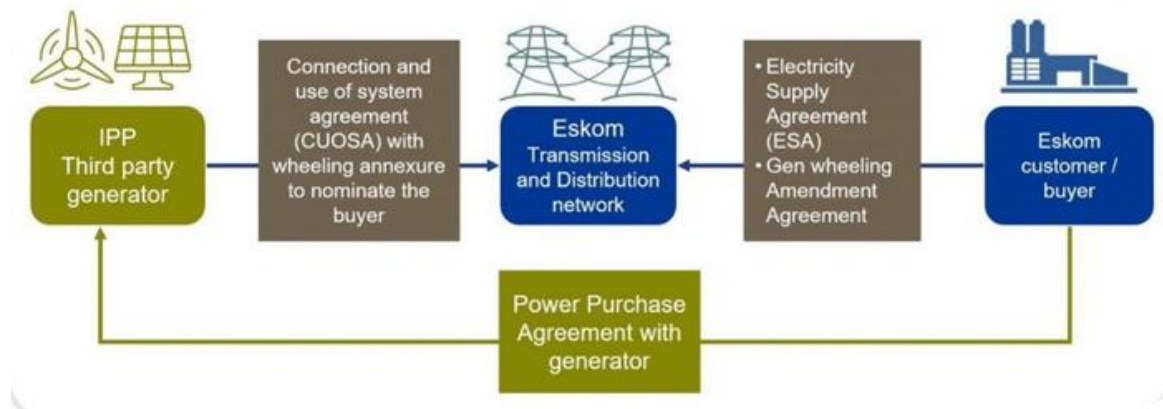 IPP
Third party
generator
Connection and
use of system
agreement
(CUOSA) with
wheeling annexure
to nominate the
buyer
Eskom
Transmission
and Distribution
network
• Electricity
Supply
Agreement
(ESA)
• Gen wheeling
Amendment
Agreement
Eskom
customer /
buyer
Power Purchase
Agreement with
generator